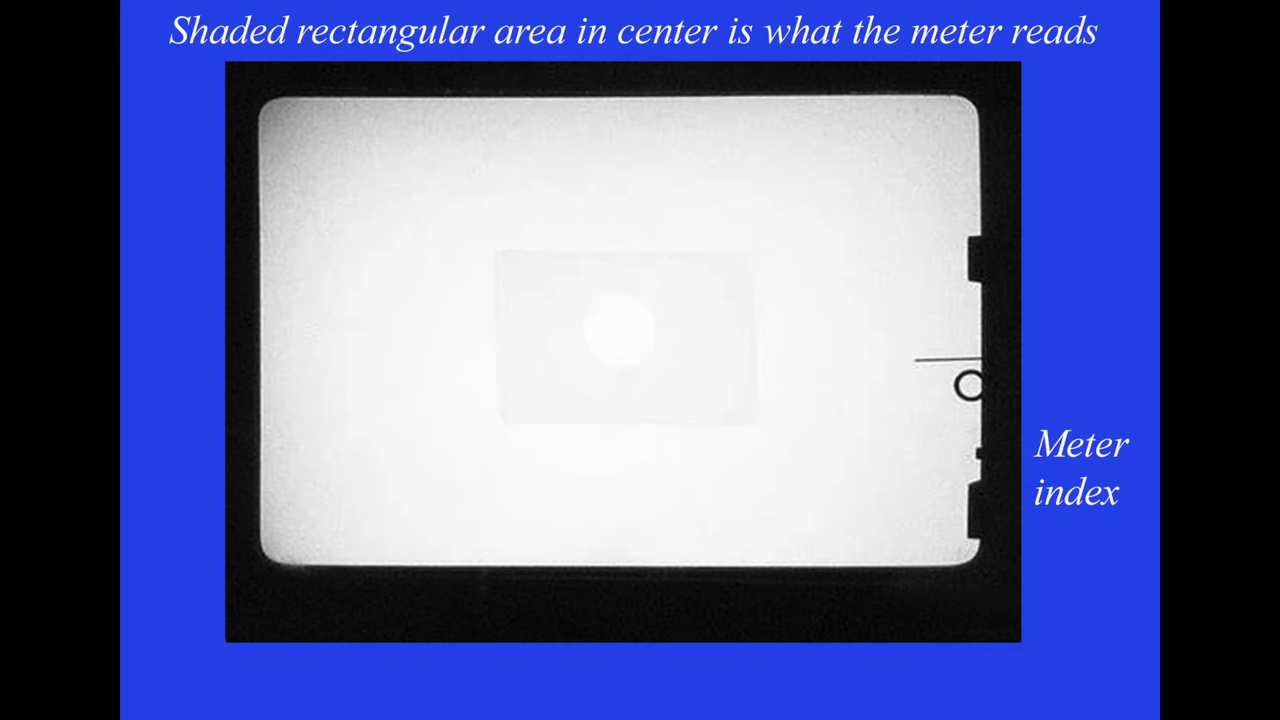 Shaded rectangular area in center is what the meter reads
Meter
index